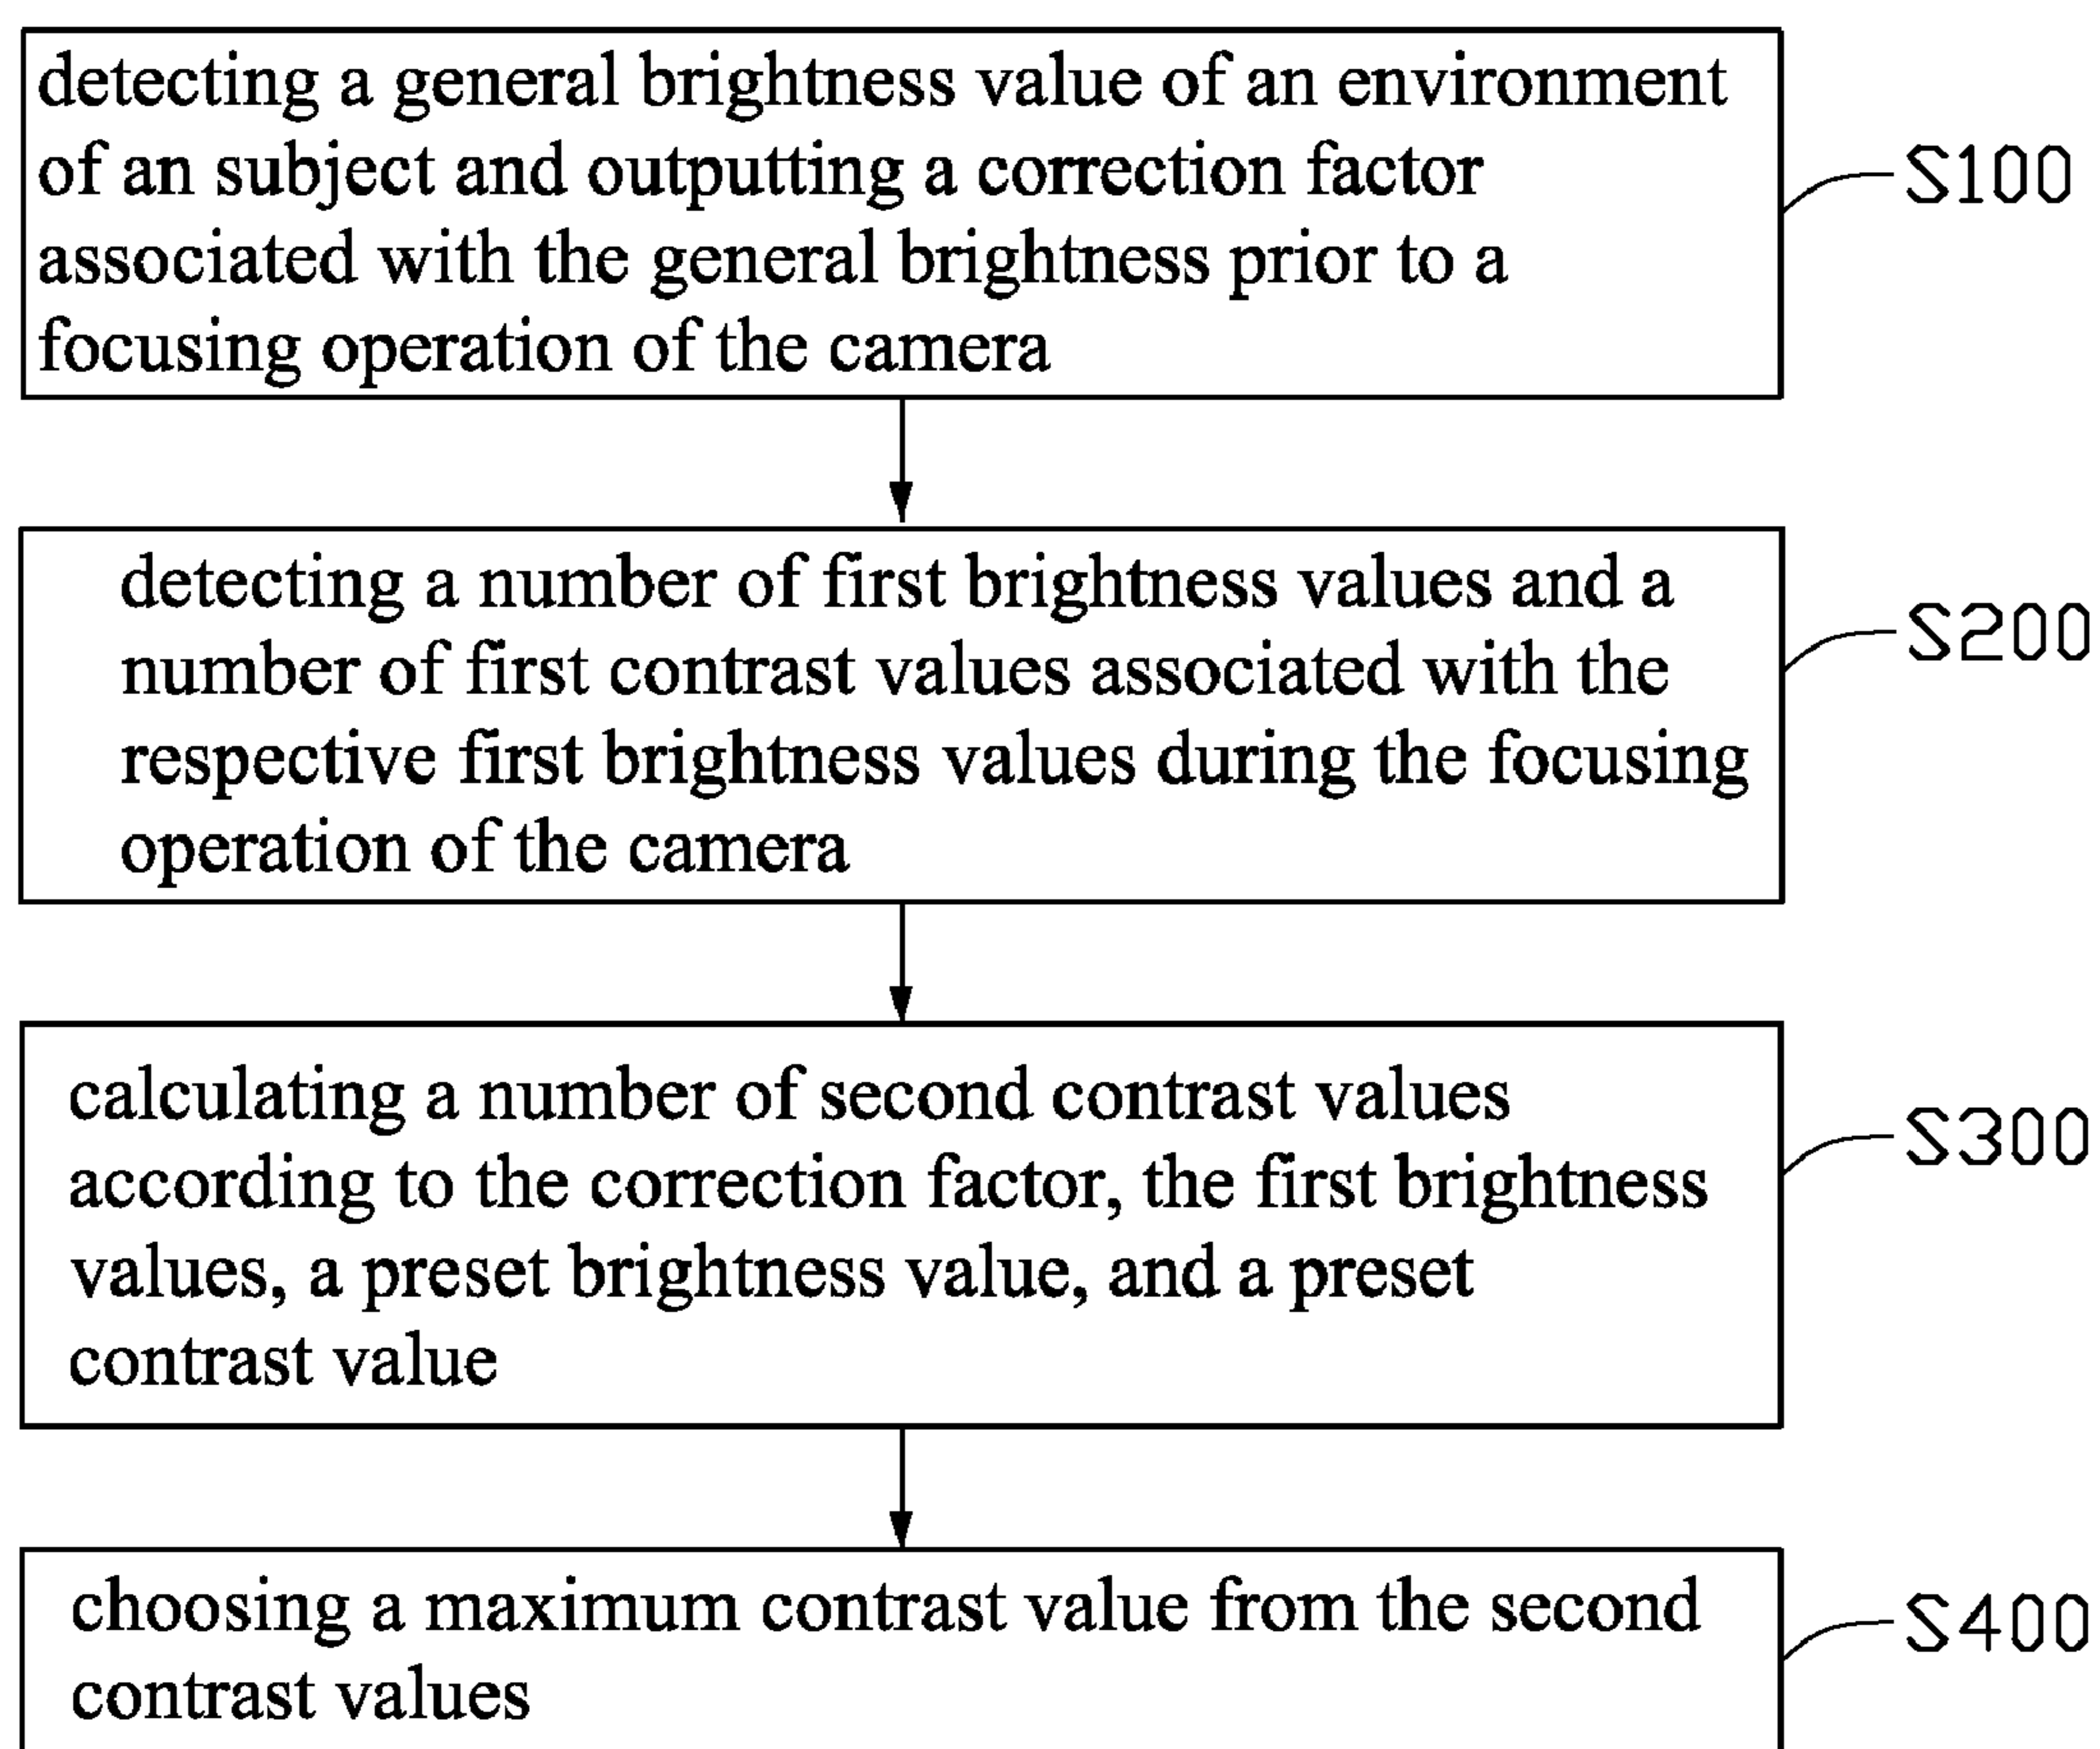 detecting a general brightness value of an environment
of an subject and outputting a correction factor
associated with the general brightness prior to a
focusing operation of the camera
S100
detecting a number of first brightness values and a
number of first contrast values associated with the
respective first brightness values during the focusing
operation of the camera
S200
calculating a number of second contrast values
according to the correction factor, the first brightness
values, a preset brightness value, and a preset
contrast value
S300
choosing a maximum contrast value from the second
contrast values
S400